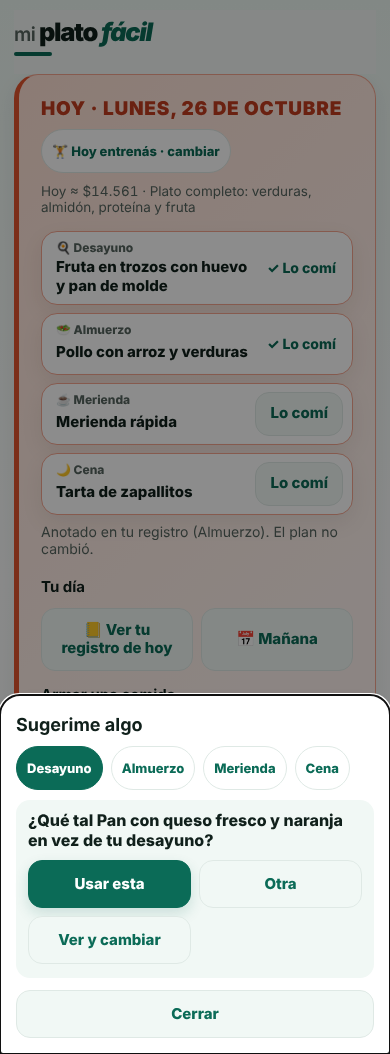 mi plato fácil
HOY · LUNES, 26 DE OCTUBRE
🏋️ Hoy entrenás · cambiar
Hoy ≈ $14.561 · Plato completo: verduras,
almidón, proteína y fruta
🍳 Desayuno
Fruta en trozos con huevo
y pan de molde
✓ Lo comí
🥗 Almuerzo
Pollo con arroz y verduras
✓ Lo comí
☕ Merienda
Merienda rápida
Lo comí
🌙 Cena
Tarta de zapallitos
Lo comí
Anotado en tu registro (Almuerzo). El plan no
cambió.
Tu día
📒 Ver tu
registro de hoy
📅 Mañana
Sugerime algo
Desayuno
Almuerzo
Merienda
Cena
¿Qué tal Pan con queso fresco y naranja
en vez de tu desayuno?
Usar esta
Otra
Ver y cambiar
Cerrar